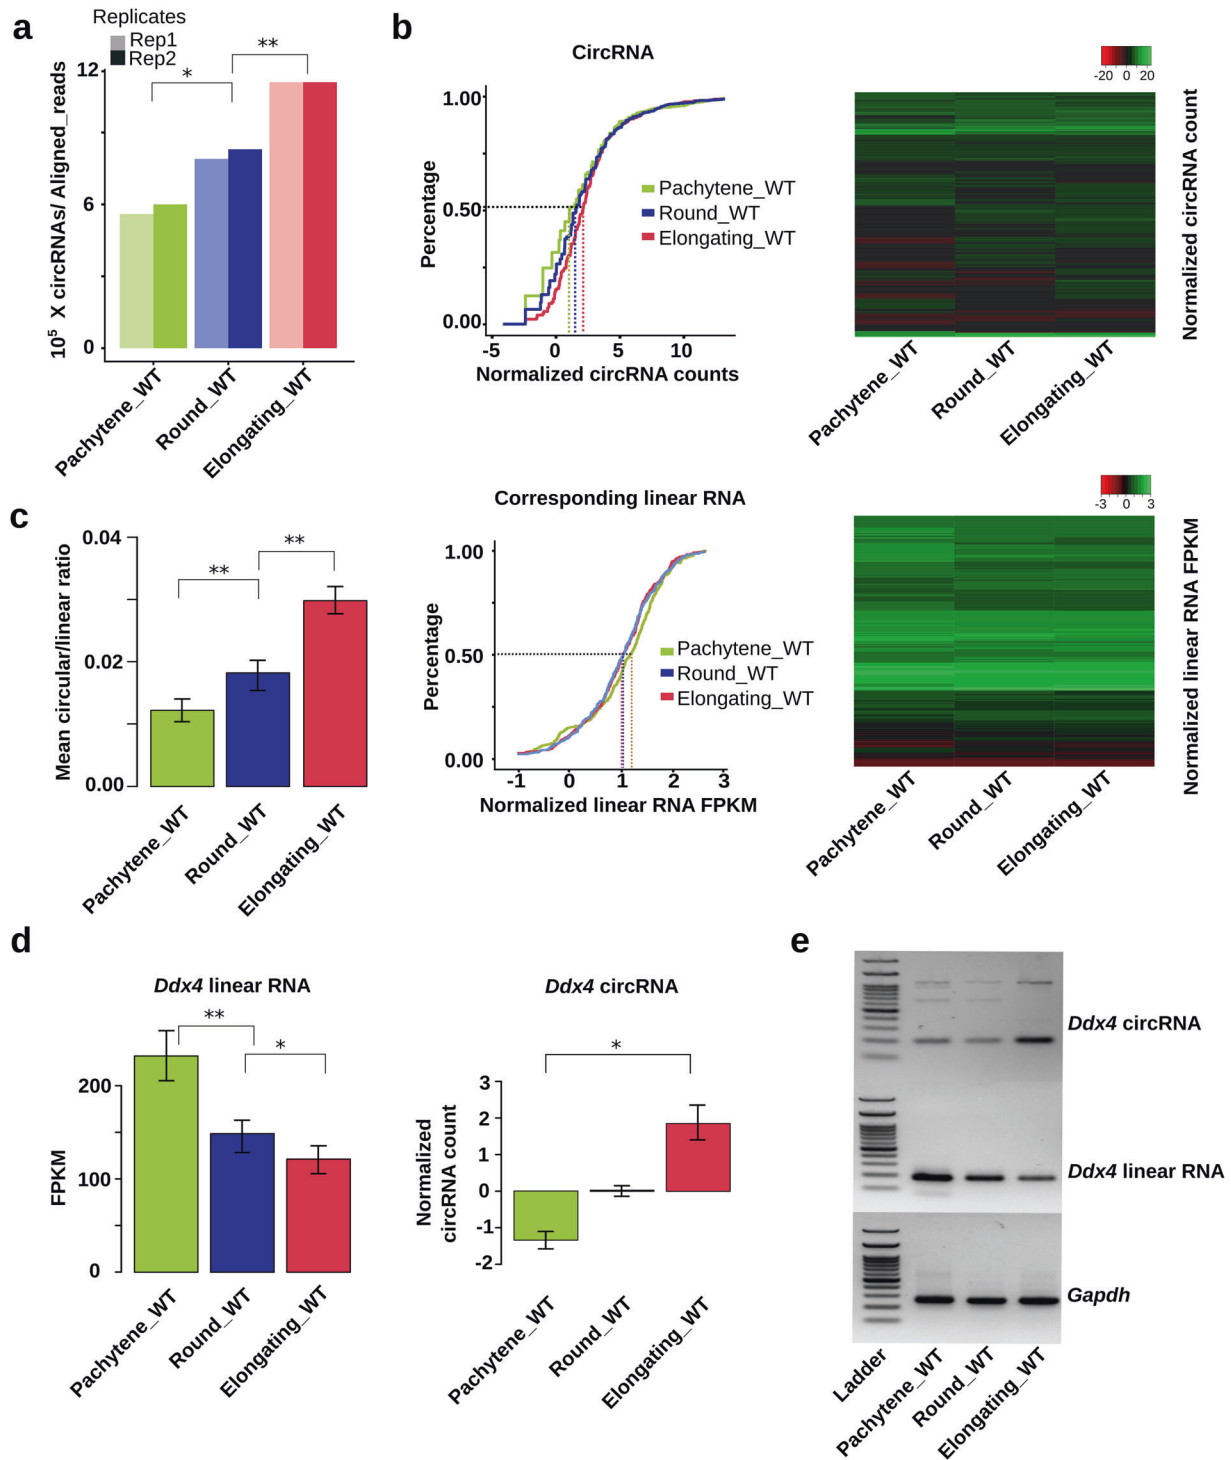 a
Replicates
Rep1
Rep2
10⁵ X circRNAs/ Aligned_reads
12
6
0
*
**
Pachytene_WT
Round_WT
Elongating_WT
b
CircRNA
Percentage
1.00
0.50
0.00
-5
0
5
10
Normalized circRNA counts
Pachytene_WT
Round_WT
Elongating_WT
-20 0 20
Normalized circRNA count
Pachytene_WT
Round_WT
Elongating_WT
Corresponding linear RNA
Percentage
1.00
0.50
0.00
-1
0
1
2
3
Normalized linear RNA FPKM
Pachytene_WT
Round_WT
Elongating_WT
-3 0 3
Normalized linear RNA FPKM
Pachytene_WT
Round_WT
Elongating_WT
c
Mean circular/linear ratio
0.04
0.02
0.00
**
**
Pachytene_WT
Round_WT
Elongating_WT
d
Ddx4 linear RNA
FPKM
200
100
0
**
*
Pachytene_WT
Round_WT
Elongating_WT
Ddx4 circRNA
Normalized
circRNA count
3
2
1
0
-1
-2
*
Pachytene_WT
Round_WT
Elongating_WT
e
Ddx4 circRNA
Ddx4 linear RNA
Gapdh
Ladder
Pachytene_WT
Round_WT
Elongating_WT